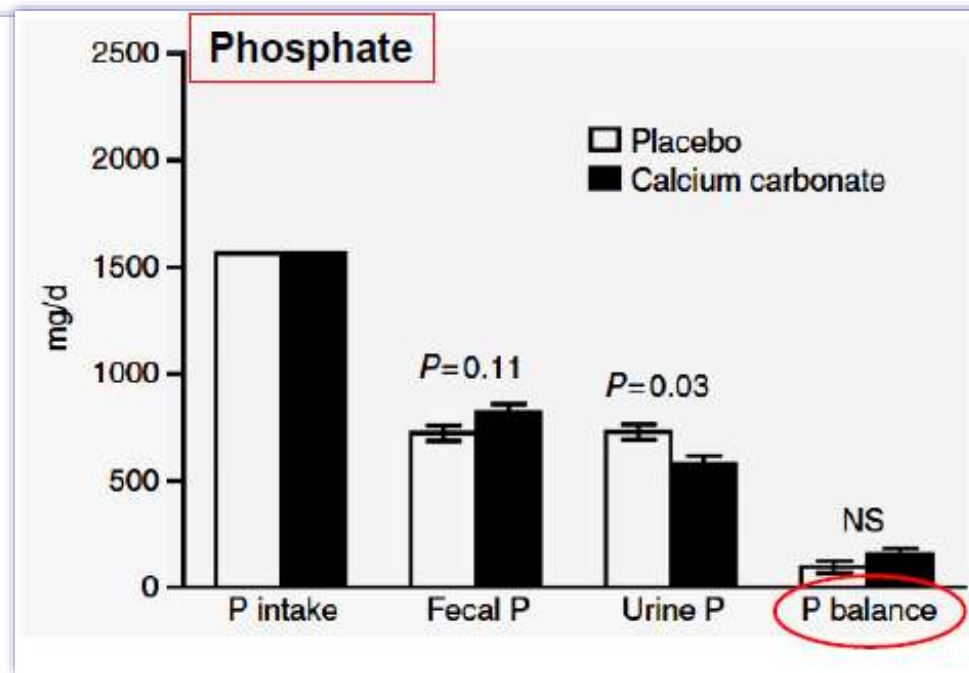 Phosphate
2500
2000
1500
1000
500
0
mg/d
Placebo
Calcium carbonate
P=0.11
P=0.03
NS
P intake
Fecal P
Urine P
P balance